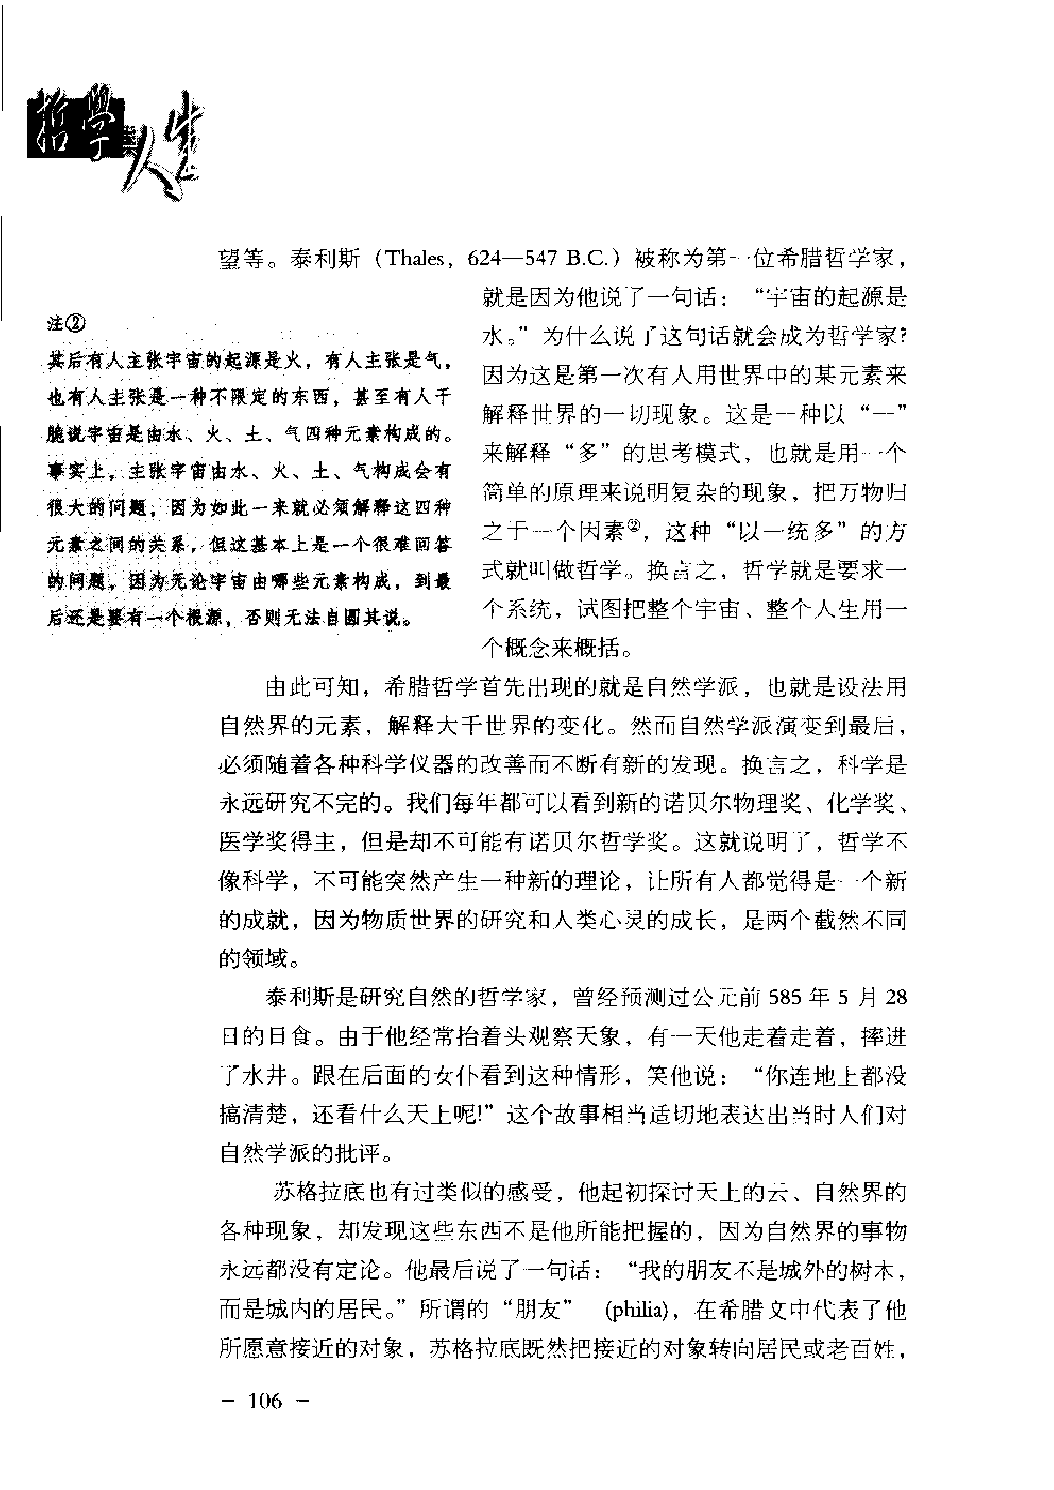 哲學與人生
望等。泰利斯（Thales，624—547 B.C.）被称为第一位希腊哲学家，
就是因为他说了一句话：“宇宙的起源是
水。”为什么说了这句话就会成为哲学家?
因为这是第一次有人用世界中的某元素来
解释世界的一切现象。这是一种以“一”
来解释“多”的思考模式，也就是用一个
简单的原理来说明复杂的现象，把万物归
之于一个因素②，这种“以一统多”的方
式就叫做哲学。换言之，哲学就是要求一
个系统，试图把整个宇宙、整个人生用一
个概念来概括。
注②
其后有人主张宇宙的起源是火，有人主张是气，
也有人主张是一种不限定的东西，甚至有人干
脆说宇宙是由水、火、土、气四种元素构成的。
事实上，主张宇宙由水、火、土、气构成会有
很大的问题，因为如此一来就必须解释这四种
元素之间的关系，但这基本上是一个很难回答
的问题，因为无论宇宙由哪些元素构成，到最
后还是要有一个根源，否则无法自圆其说。
由此可知，希腊哲学首先出现的就是自然学派，也就是设法用
自然界的元素，解释大千世界的变化。然而自然学派演变到最后，
必须随着各种科学仪器的改善而不断有新的发现。换言之，科学是
永远研究不完的。我们每年都可以看到新的诺贝尔物理奖、化学奖、
医学奖得主，但是却不可能有诺贝尔哲学奖。这就说明了，哲学不
像科学，不可能突然产生一种新的理论，让所有人都觉得是一个新
的成就，因为物质世界的研究和人类心灵的成长，是两个截然不同
的领域。
泰利斯是研究自然的哲学家，曾经预测过公元前 585 年 5 月 28
日的日食。由于他经常抬着头观察天象，有一天他走着走着，摔进
了水井。跟在后面的女仆看到这种情形，笑他说：“你连地上都没
搞清楚，还看什么天上呢!”这个故事相当适切地表达出当时人们对
自然学派的批评。
苏格拉底也有过类似的感受，他起初探讨天上的云、自然界的
各种现象，却发现这些东西不是他所能把握的，因为自然界的事物
永远都没有定论。他最后说了一句话：“我的朋友不是城外的树木，
而是城内的居民。”所谓的“朋友” (philia)，在希腊文中代表了他
所愿意接近的对象，苏格拉底既然把接近的对象转向居民或老百姓，
– 106 –